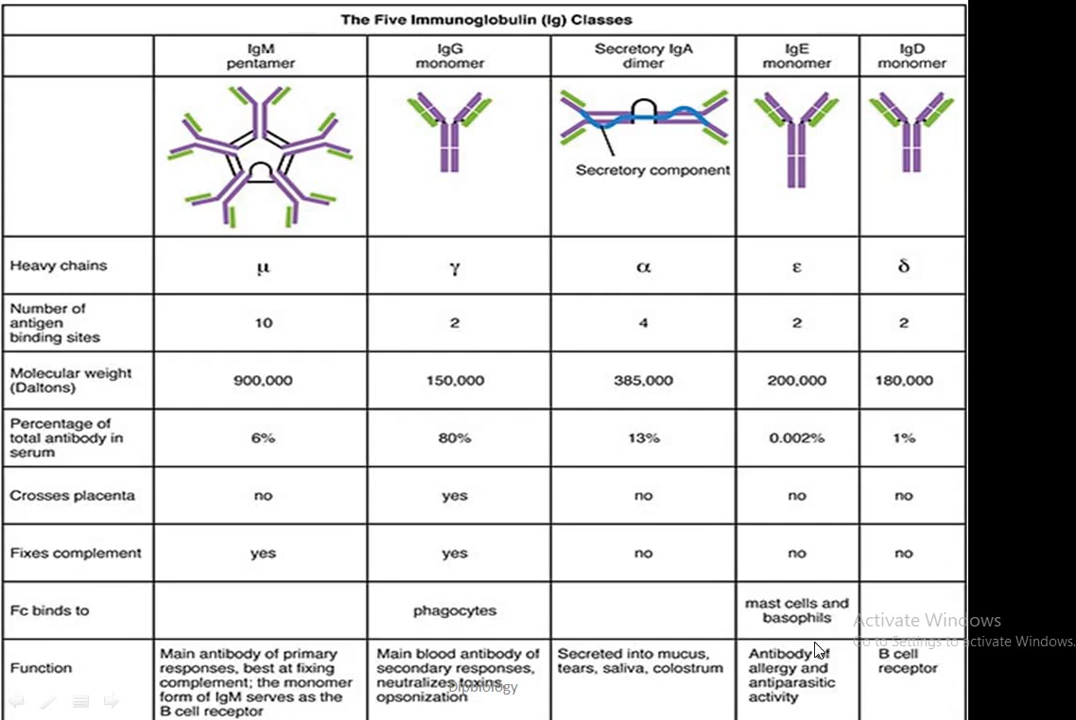 The Five Immunoglobulin (Ig) Classes
IgM
pentamer
IgG
monomer
Secretory IgA
dimer
IgE
monomer
IgD
monomer
Secretory component
Heavy chains
μ
γ
α
ε
δ
Number of
antigen
binding sites
10
2
4
2
2
Molecular weight
(Daltons)
900,000
150,000
385,000
200,000
180,000
Percentage of
total antibody in
serum
6%
80%
13%
0.002%
1%
Crosses placenta
no
yes
no
no
no
Fixes complement
yes
yes
no
no
no
Fc binds to
phagocytes
mast cells and
basophils
Function
Main antibody of primary
responses, best at fixing
complement; the monomer
form of IgM serves as the
B cell receptor
Main blood antibody of
secondary responses,
neutralizes toxins,
opsonization
Secreted into mucus,
tears, saliva, colostrum
Antibody of
allergy and
antiparasitic
activity
B cell
receptor
Dipbiology
Activate Windows
Go to Settings to activate Windows.